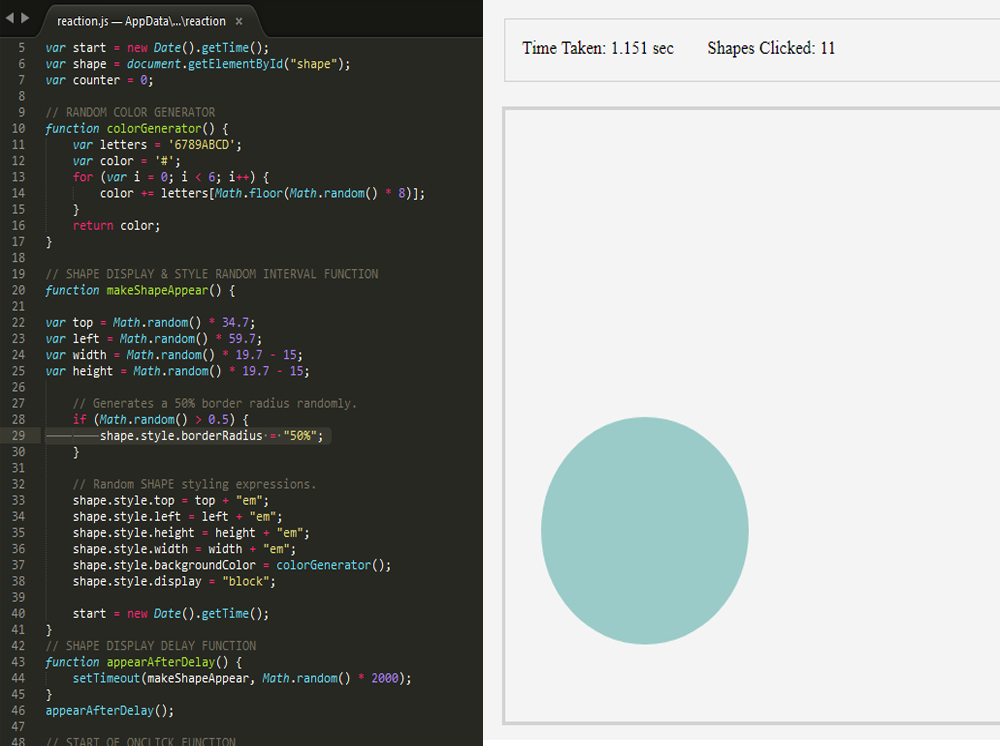 reaction.js — AppData\...\reaction ×
5 var start = new Date().getTime();
6 var shape = document.getElementById("shape");
7 var counter = 0;
8
9 // RANDOM COLOR GENERATOR
10 function colorGenerator() {
11 var letters = '6789ABCD';
12 var color = '#';
13 for (var i = 0; i < 6; i++) {
14 color += letters[Math.floor(Math.random() * 8)];
15 }
16 return color;
17 }
18
19 // SHAPE DISPLAY & STYLE RANDOM INTERVAL FUNCTION
20 function makeShapeAppear() {
21
22 var top = Math.random() * 34.7;
23 var left = Math.random() * 59.7;
24 var width = Math.random() * 19.7 - 15;
25 var height = Math.random() * 19.7 - 15;
26
27 // Generates a 50% border radius randomly.
28 if (Math.random() > 0.5) {
29 shape.style.borderRadius = "50%";
30 }
31
32 // Random SHAPE styling expressions.
33 shape.style.top = top + "em";
34 shape.style.left = left + "em";
35 shape.style.height = height + "em";
36 shape.style.width = width + "em";
37 shape.style.backgroundColor = colorGenerator();
38 shape.style.display = "block";
39
40 start = new Date().getTime();
41 }
42 // SHAPE DISPLAY DELAY FUNCTION
43 function appearAfterDelay() {
44 setTimeout(makeShapeAppear, Math.random() * 2000);
45 }
46 appearAfterDelay();
47
48 // START OF ONCLICK FUNCTION
Time Taken: 1.151 sec Shapes Clicked: 11